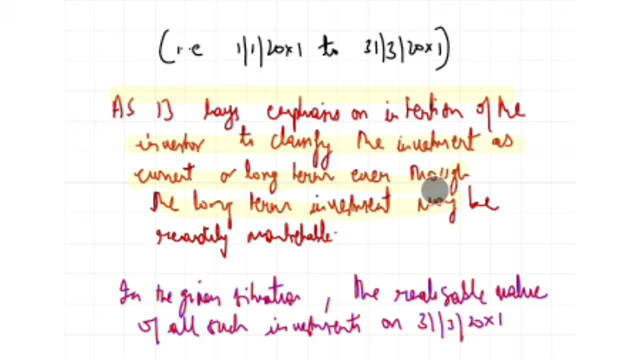 (i.e 1/1/20x1 to 31/3/20x1)
AS 13 lays emphasis on intention of the
investor to classify the investment as
current or long term even though
the long term investment may be
readily marketable.
In the given situation, the realisable value
of all such investments on 31/3/20x1